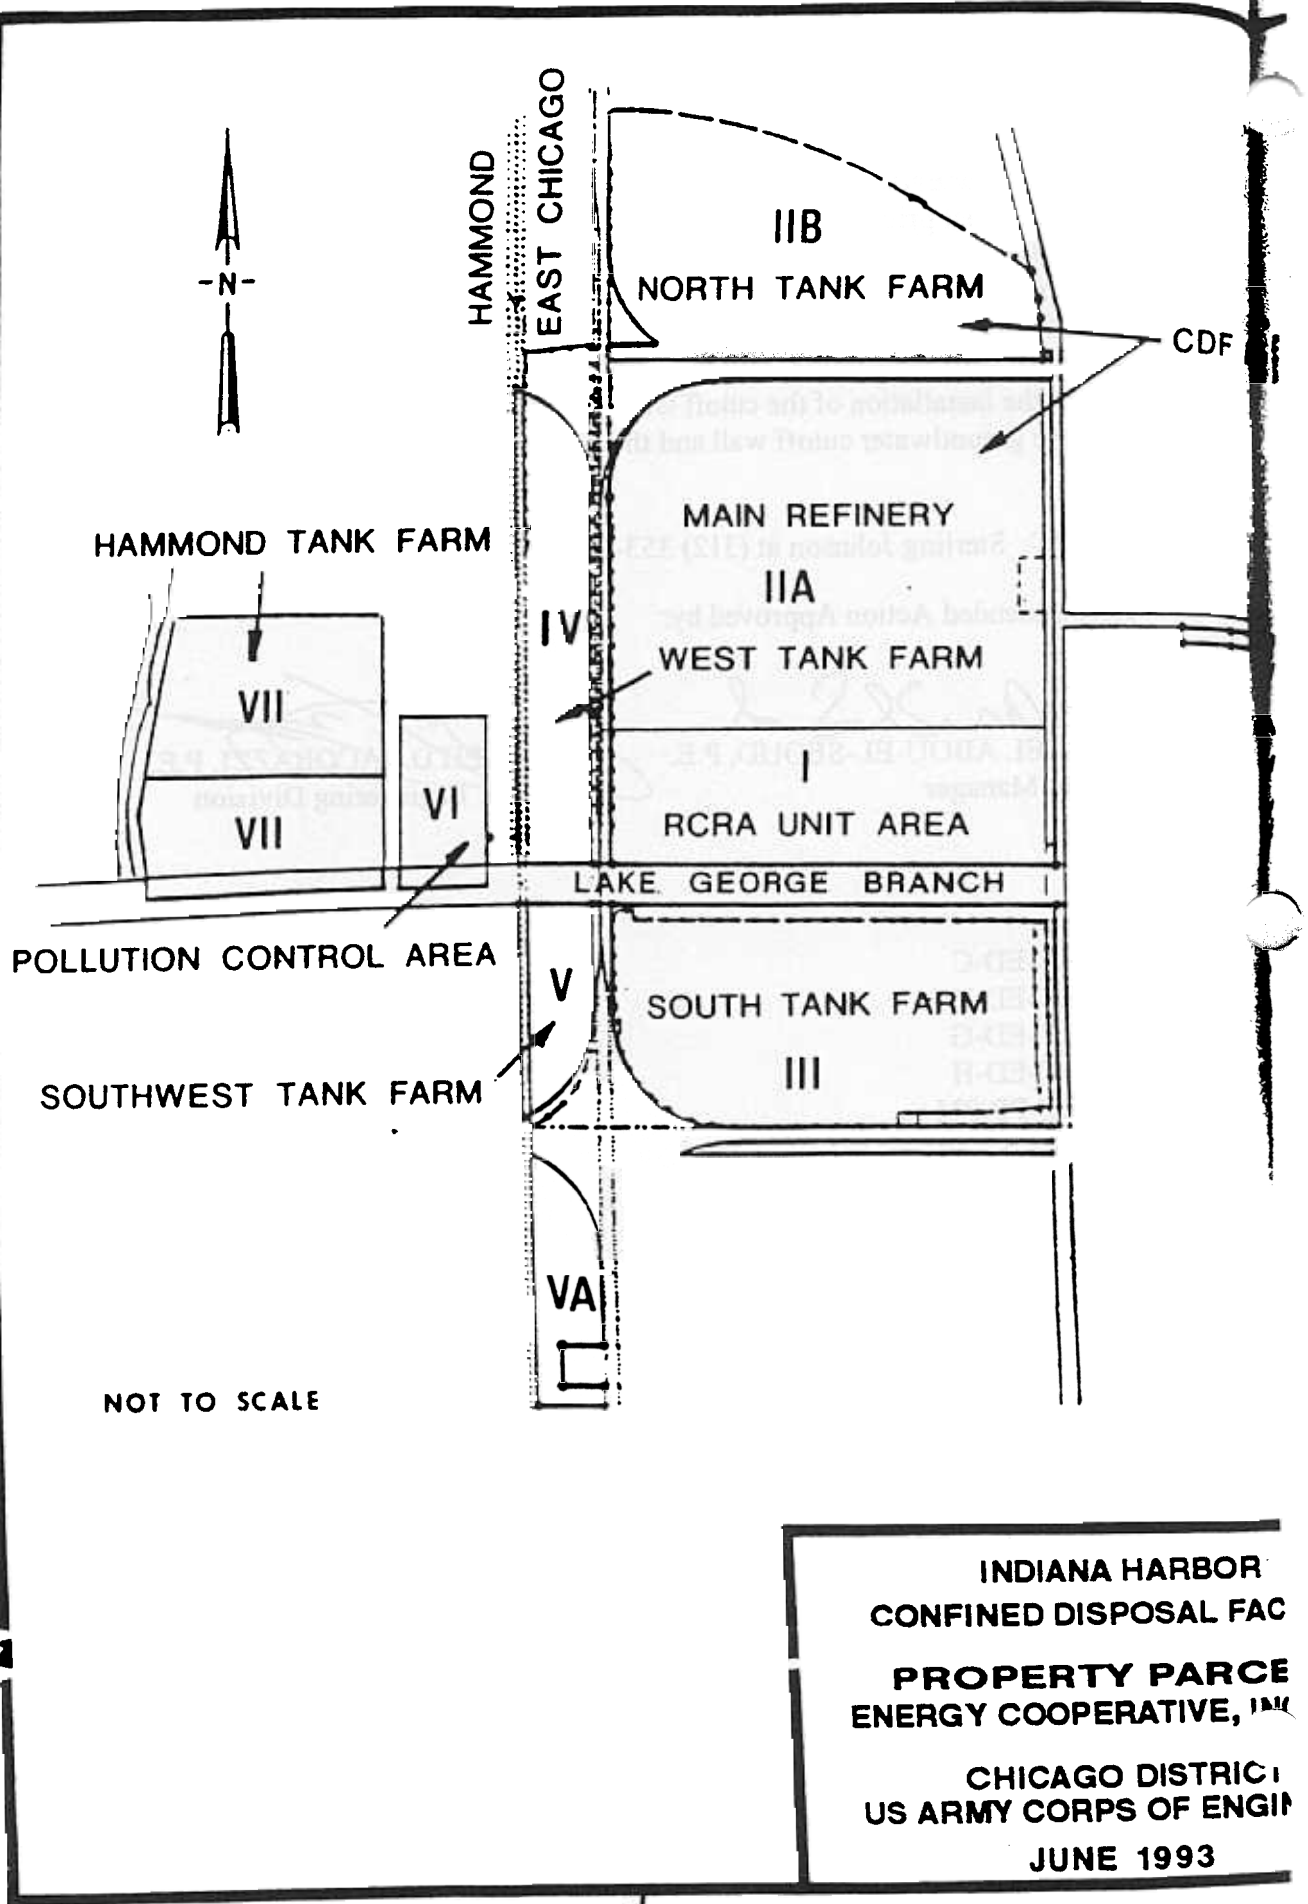 HAMMOND
EAST CHICAGO
-N-
IIB
NORTH TANK FARM
CDF
MAIN REFINERY
IIA
HAMMOND TANK FARM
IV
WEST TANK FARM
VII
VI
I
VII
RCRA UNIT AREA
LAKE GEORGE BRANCH
POLLUTION CONTROL AREA
V
SOUTH TANK FARM
III
SOUTHWEST TANK FARM
VA
NOT TO SCALE
INDIANA HARBOR
CONFINED DISPOSAL FAC
PROPERTY PARCE
ENERGY COOPERATIVE,
CHICAGO DISTRICT
US ARMY CORPS OF ENGIN
JUNE 1993